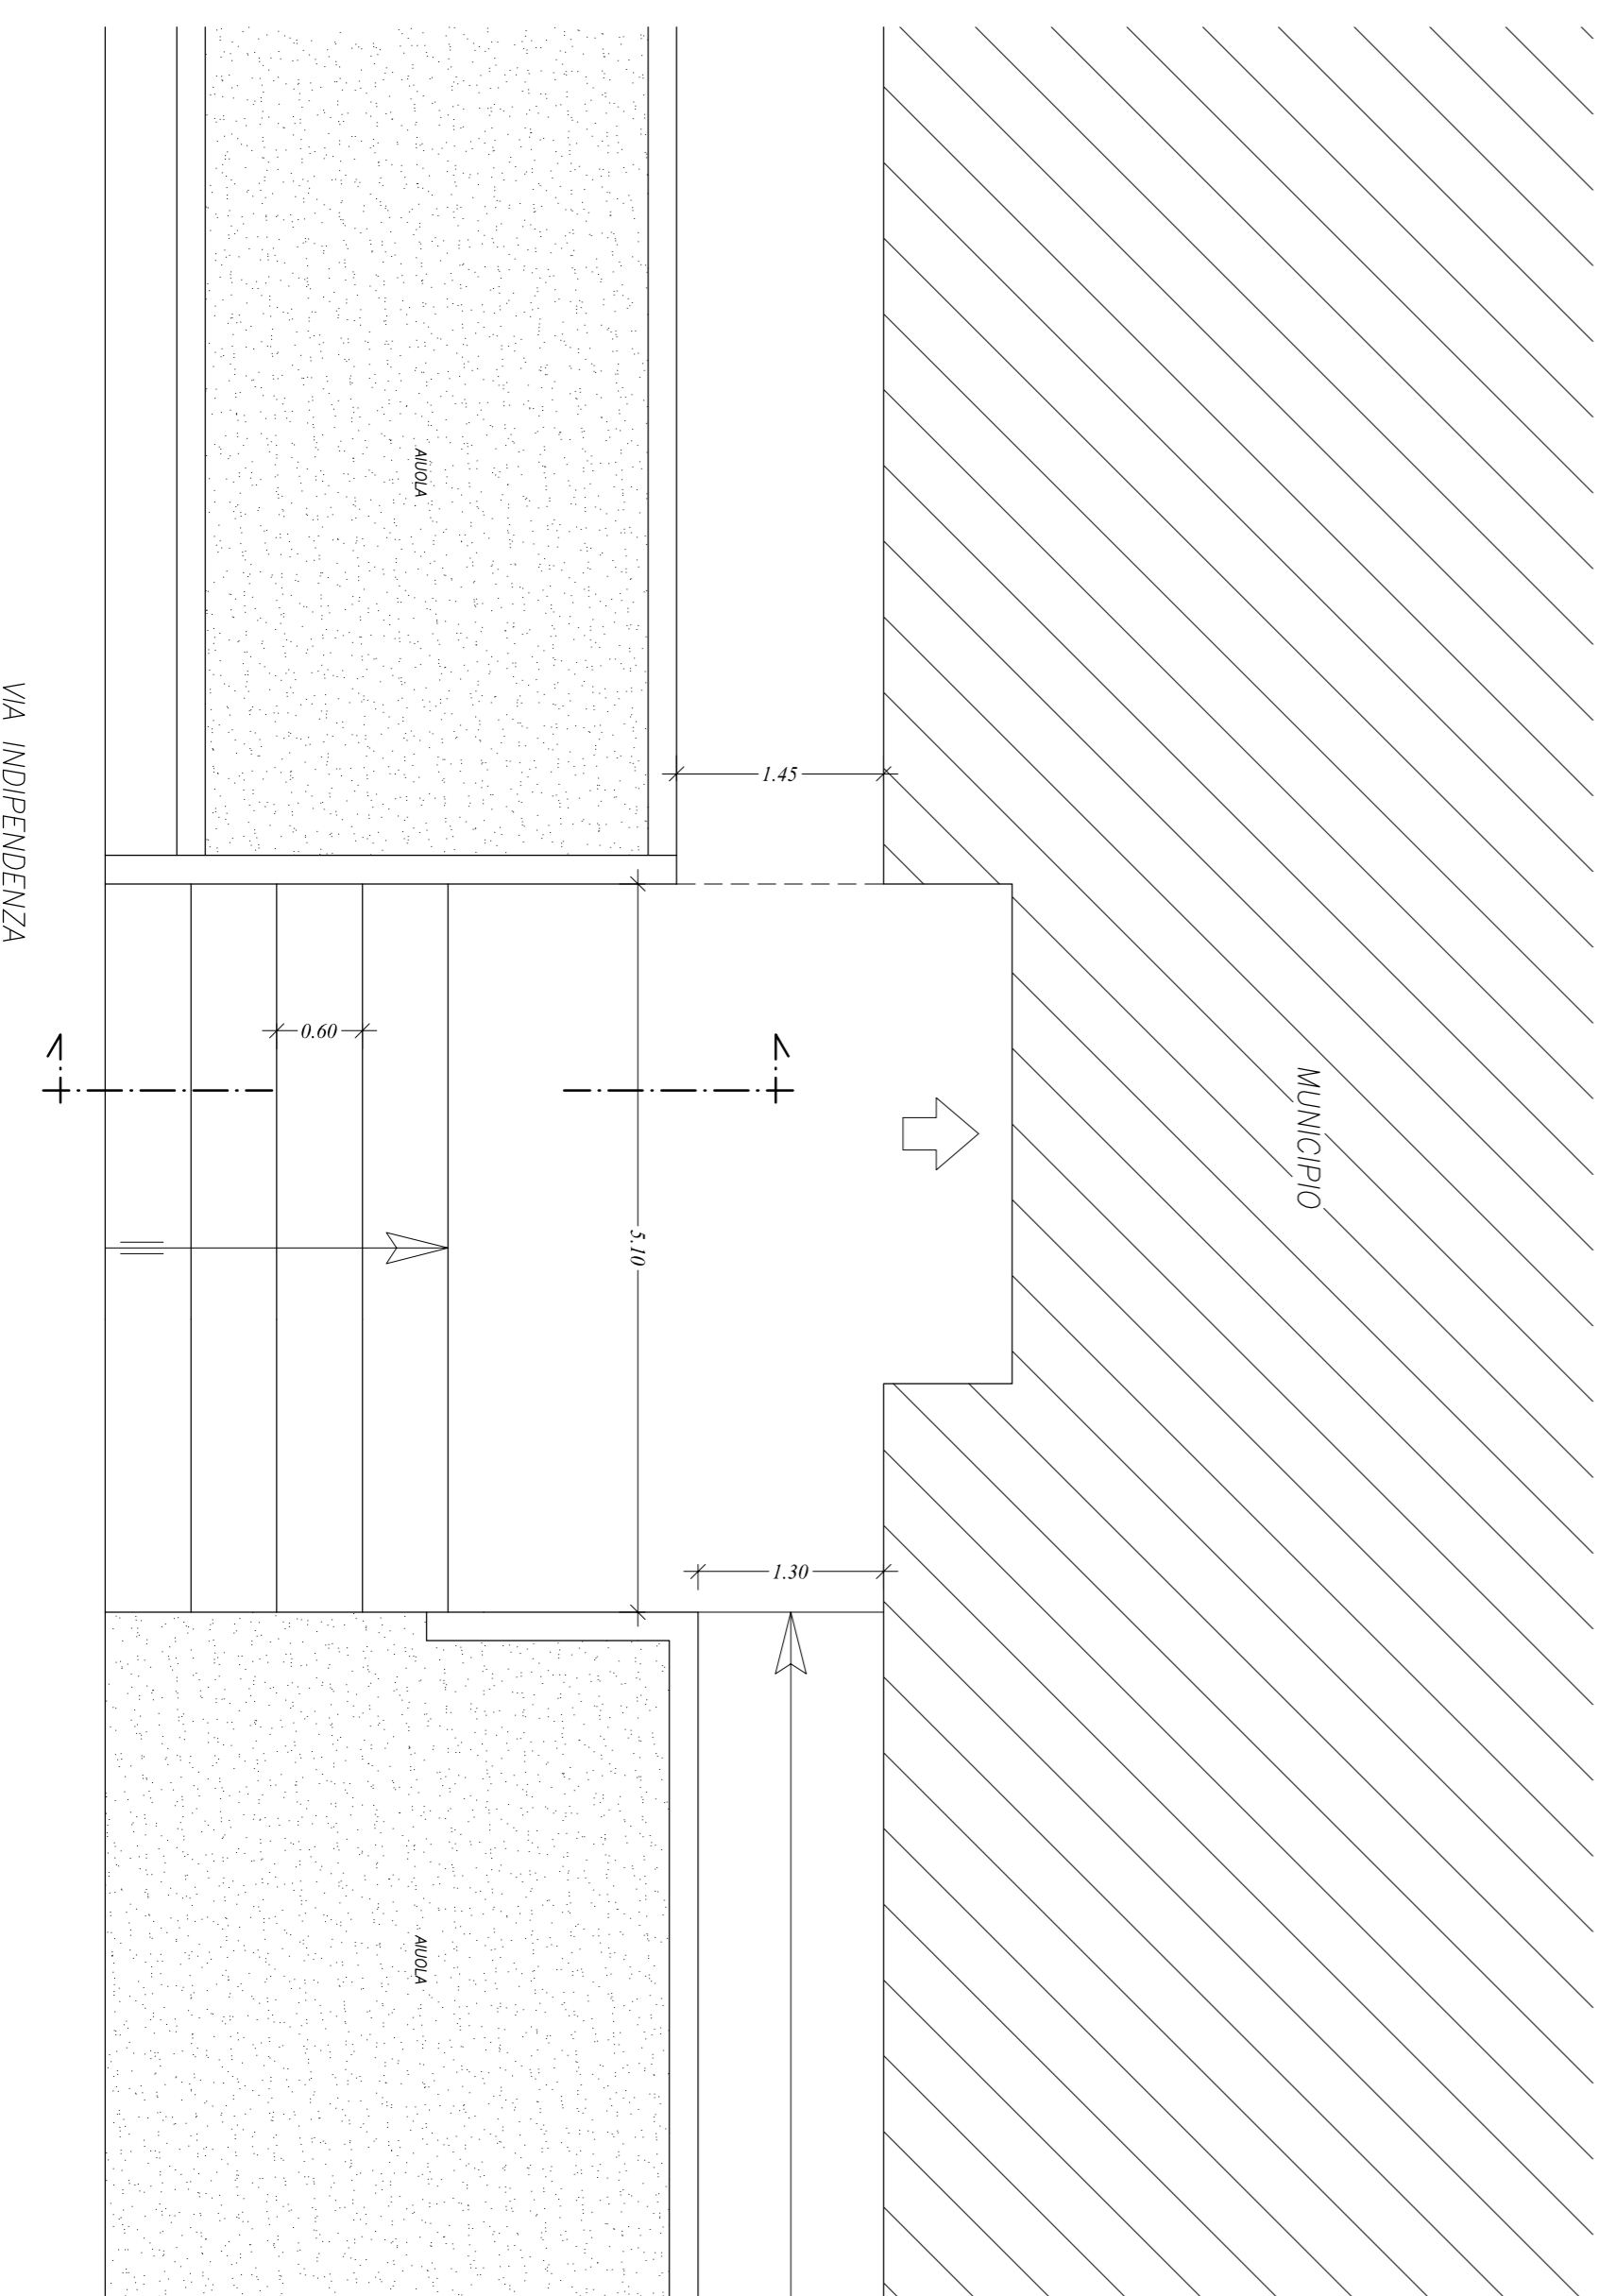 MUNICIPIO
1.45
1.30
5.10
0.60
AIUOLA
AIUOLA
VIA INDIPENDENZA